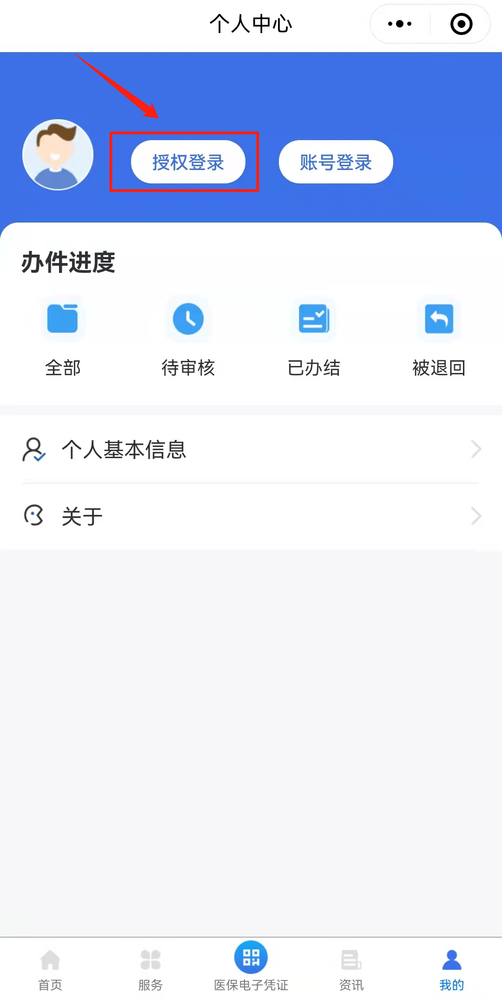 个人中心
授权登录 账号登录
办件进度
全部 待审核 已办结 被退回
个人基本信息
关于
首页 服务 医保电子凭证 资讯 我的